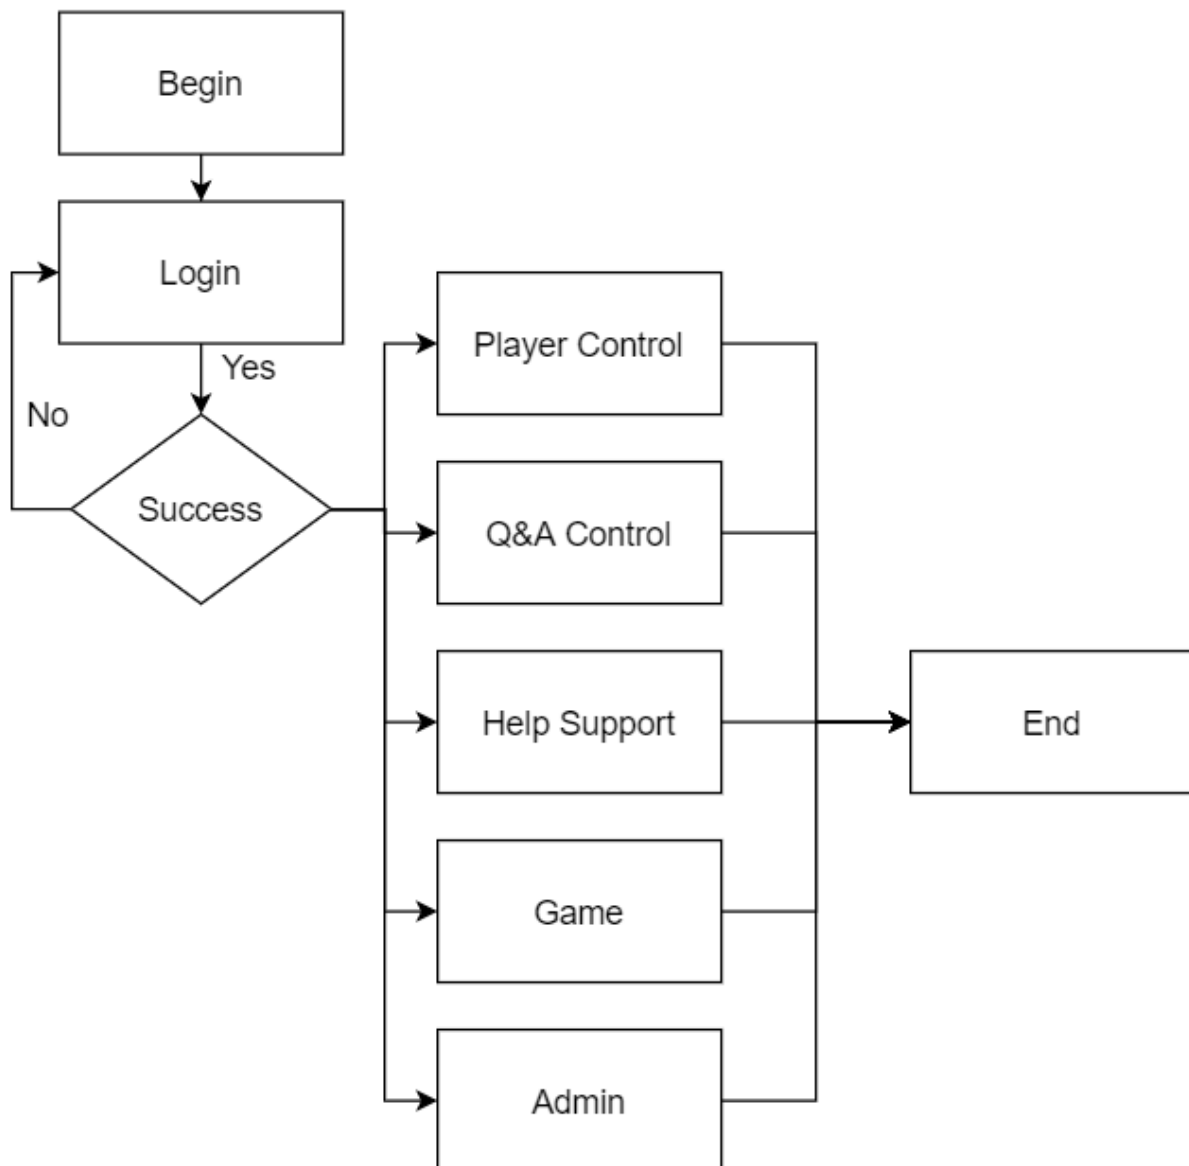 Begin
Login
Yes
No
Success
Player Control
Q&A Control
Help Support
Game
Admin
End